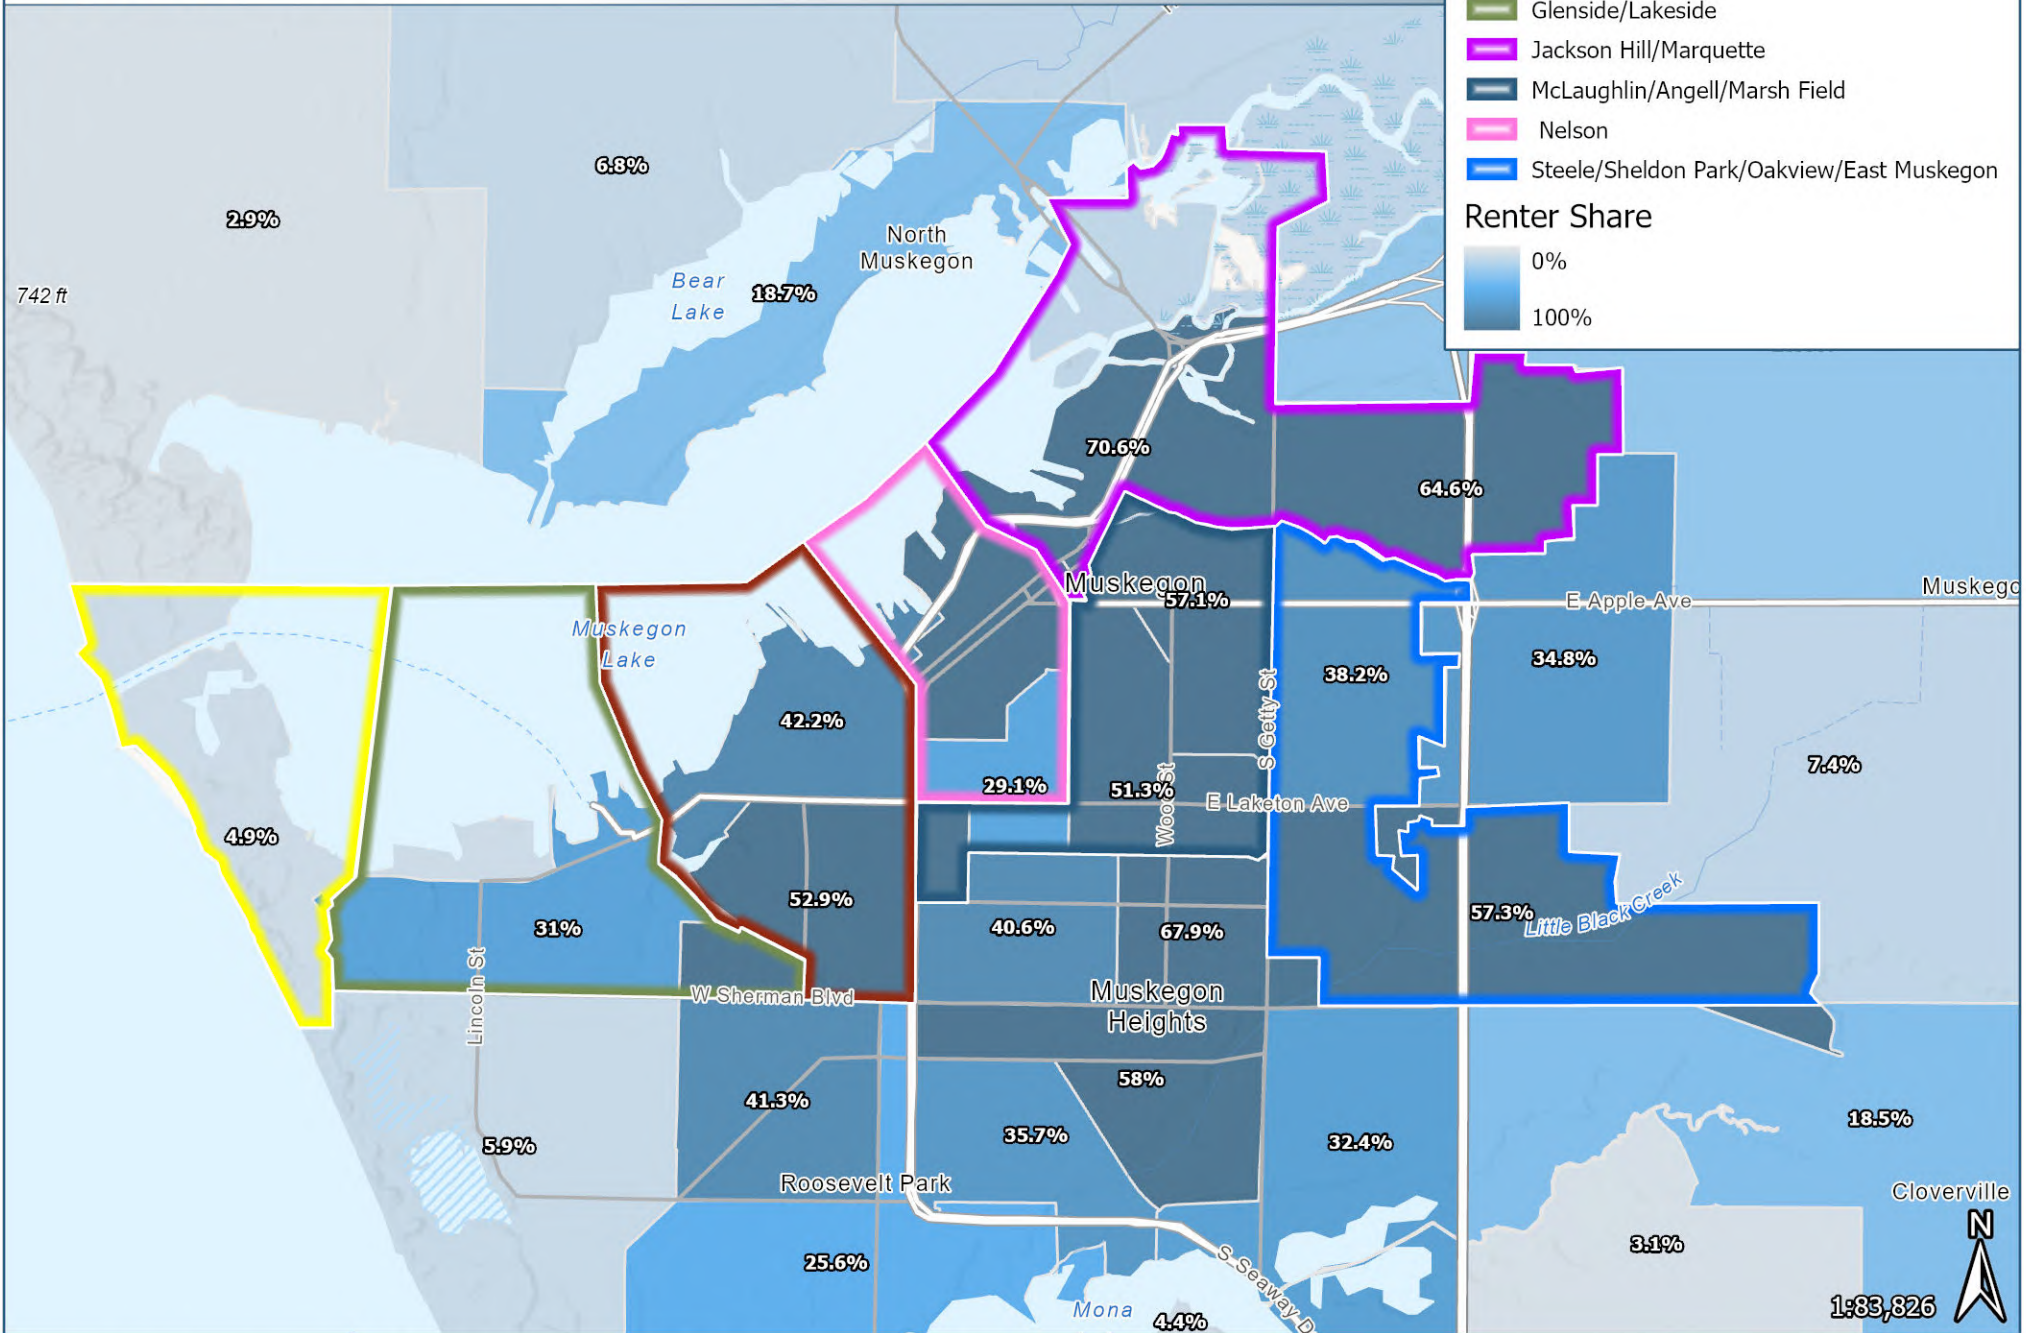 Glenside/Lakeside
Jackson Hill/Marquette
McLaughlin/Angell/Marsh Field
Nelson
Steele/Sheldon Park/Oakview/East Muskegon
Renter Share
0%
100%
6.8%
2.9%
North
Muskegon
Bear
Lake
18.7%
742 ft
70.6%
64.6%
Muskegon
57.1%
E Apple Ave
Muskego
Muskegon
Lake
38.2%
34.8%
42.2%
S Getty St
7.4%
29.1%
51.3%
Wood St
E Laketon Ave
4.9%
52.9%
31%
40.6%
67.9%
57.3%
Little Black Creek
Lincoln St
W Sherman Blvd
Muskegon
Heights
58%
41.3%
35.7%
32.4%
18.5%
5.9%
Roosevelt Park
Cloverville
N
3.1%
25.6%
S Seaway D
Mona
4.4%
1:83,826